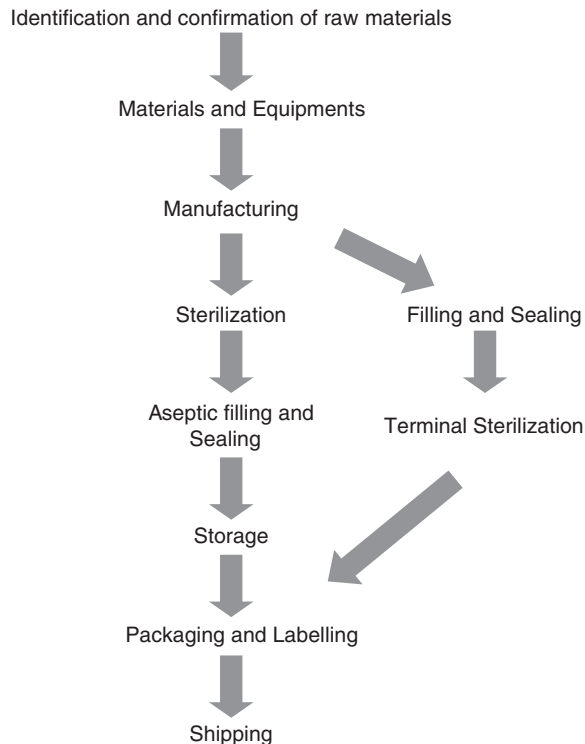 Identification and confirmation of raw materials
Materials and Equipments
Manufacturing
Sterilization
Filling and Sealing
Aseptic filling and
Sealing
Terminal Sterilization
Storage
Packaging and Labelling
Shipping